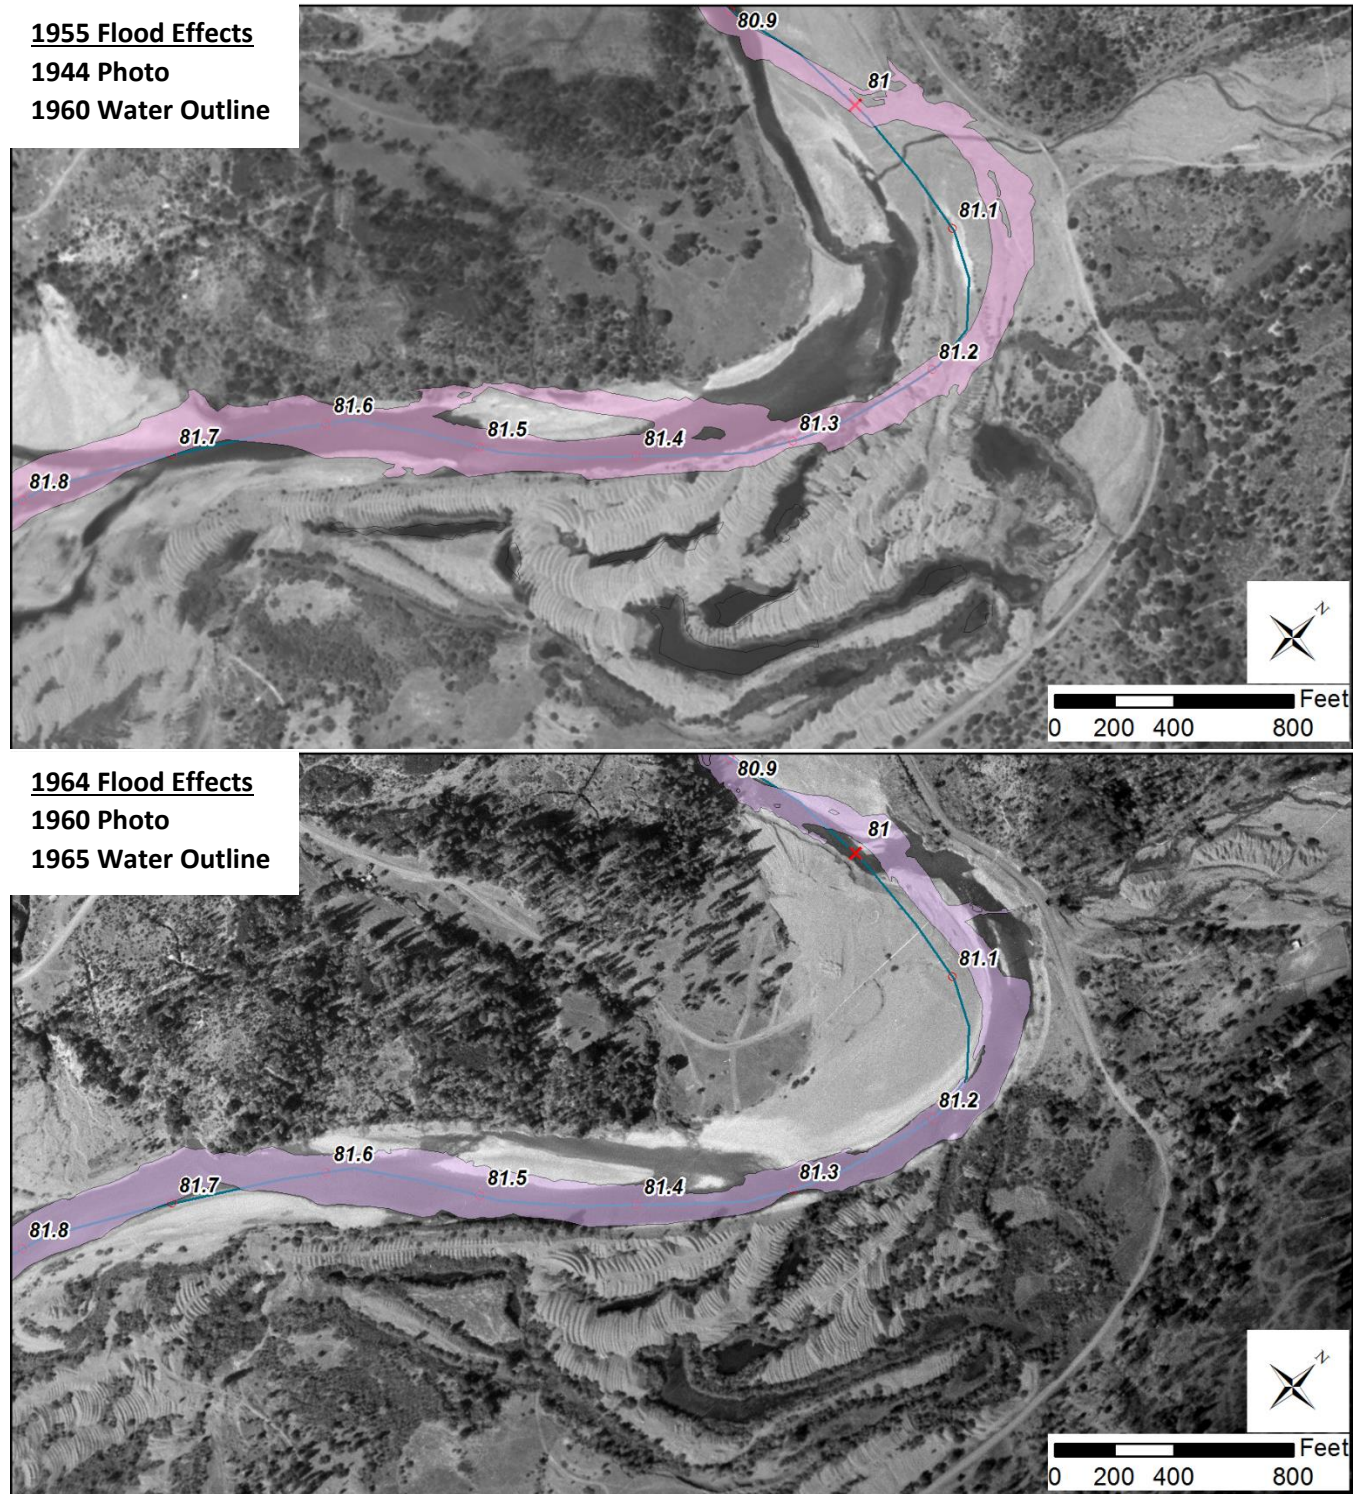 1955 Flood Effects
1944 Photo
1960 Water Outline
80.9
81
81.1
81.2
81.3
81.4
81.5
81.6
81.7
81.8
N
Feet
0 200 400 800
1964 Flood Effects
1960 Photo
1965 Water Outline
80.9
81
81.1
81.2
81.3
81.4
81.5
81.6
81.7
81.8
N
Feet
0 200 400 800